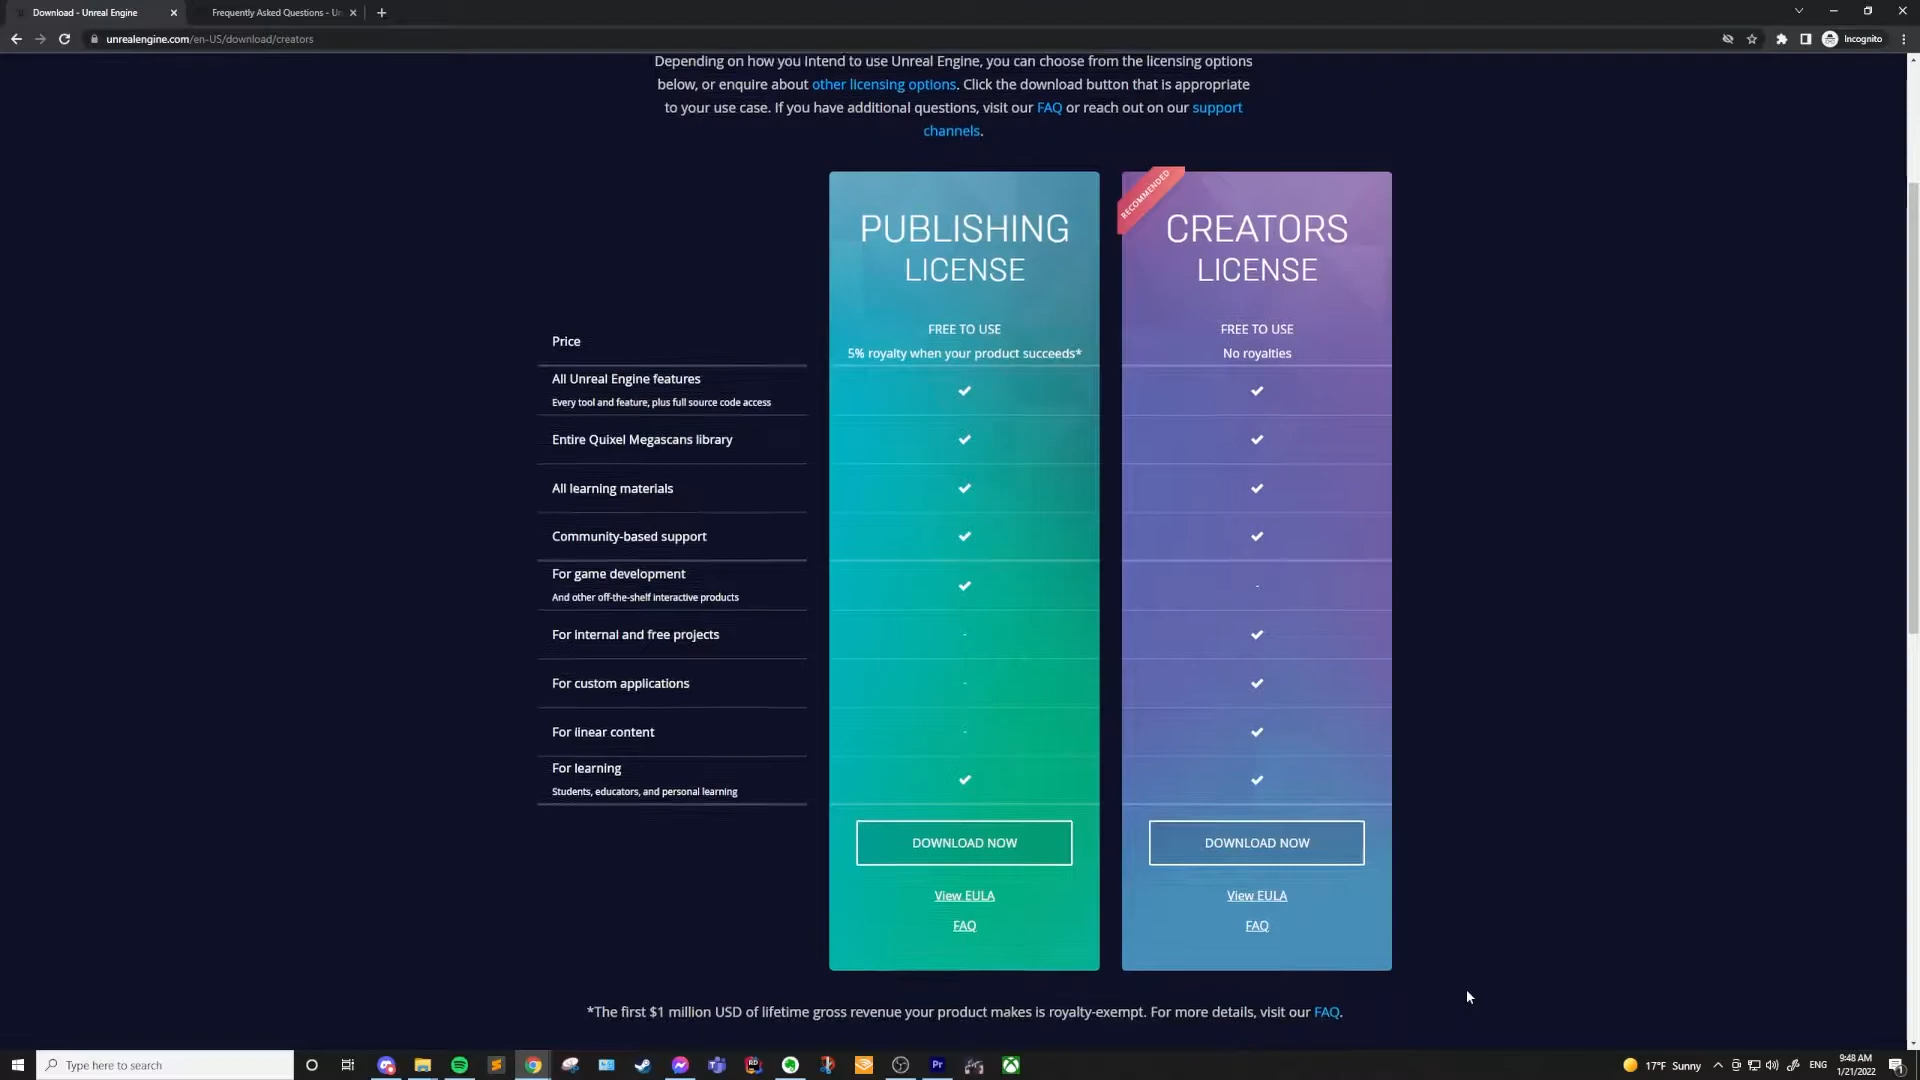 Download - Unreal Engine
Frequently Asked Questions - Un
unrealengine.com/en-US/download/creators
Incognito
Depending on how you intend to use Unreal Engine, you can choose from the licensing options
below, or enquire about other licensing options. Click the download button that is appropriate
to your use case. If you have additional questions, visit our FAQ or reach out on our support
channels.
RECOMMENDED
PUBLISHING
LICENSE
CREATORS
LICENSE
Price
FREE TO USE
5% royalty when your product succeeds*
FREE TO USE
No royalties
All Unreal Engine features
Every tool and feature, plus full source code access
Entire Quixel Megascans library
All learning materials
Community-based support
For game development
And other off-the-shelf interactive products
For internal and free projects
For custom applications
For linear content
For learning
Students, educators, and personal learning
DOWNLOAD NOW
DOWNLOAD NOW
View EULA
View EULA
FAQ
FAQ
*The first $1 million USD of lifetime gross revenue your product makes is royalty-exempt. For more details, visit our FAQ.
Type here to search
RD
Pr
17°F Sunny
ENG
9:48 AM
1/21/2022